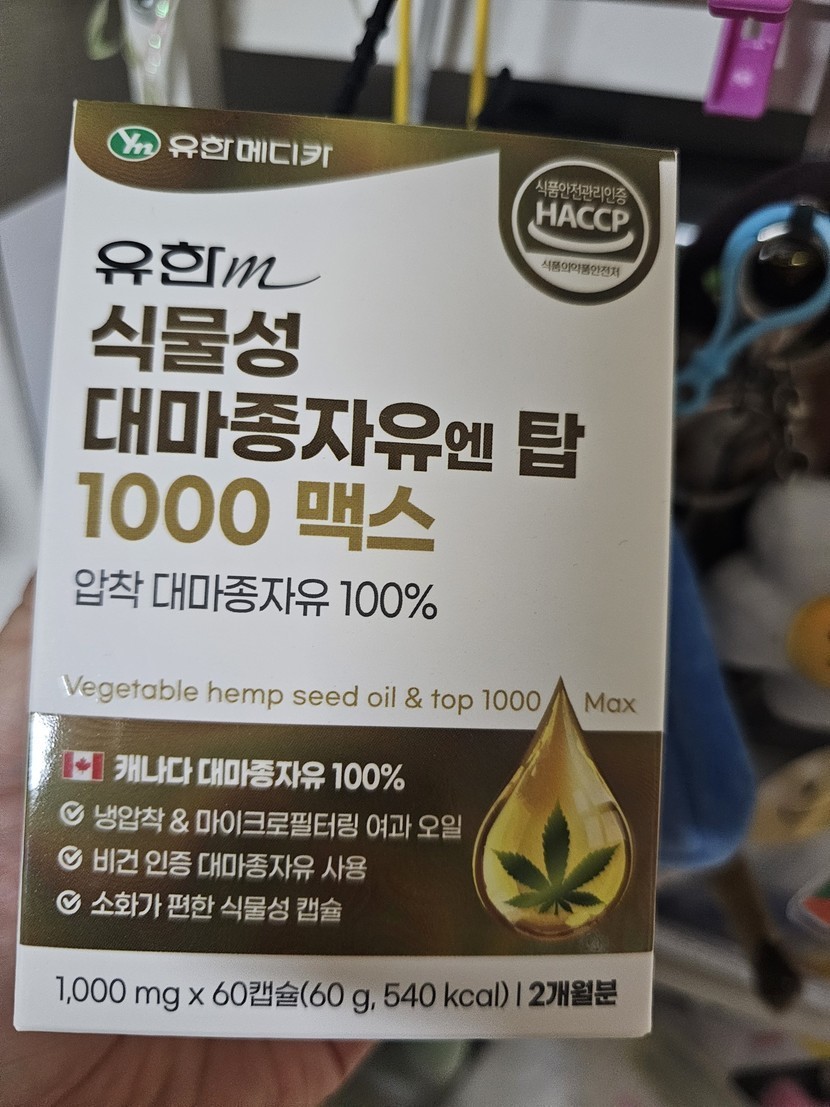 Yn 유한메디카
식품안전관리인증
HACCP
식품의약품안전처
유한m
식물성
대마종자유엔 탑
1000 맥스
압착 대마종자유 100%
Vegetable hemp seed oil & top 1000 Max
캐나다 대마종자유 100%
냉압착 & 마이크로필터링 여과 오일
비건 인증 대마종자유 사용
소화가 편한 식물성 캡슐
1,000 mg x 60캡슐(60 g, 540 kcal) | 2개월분